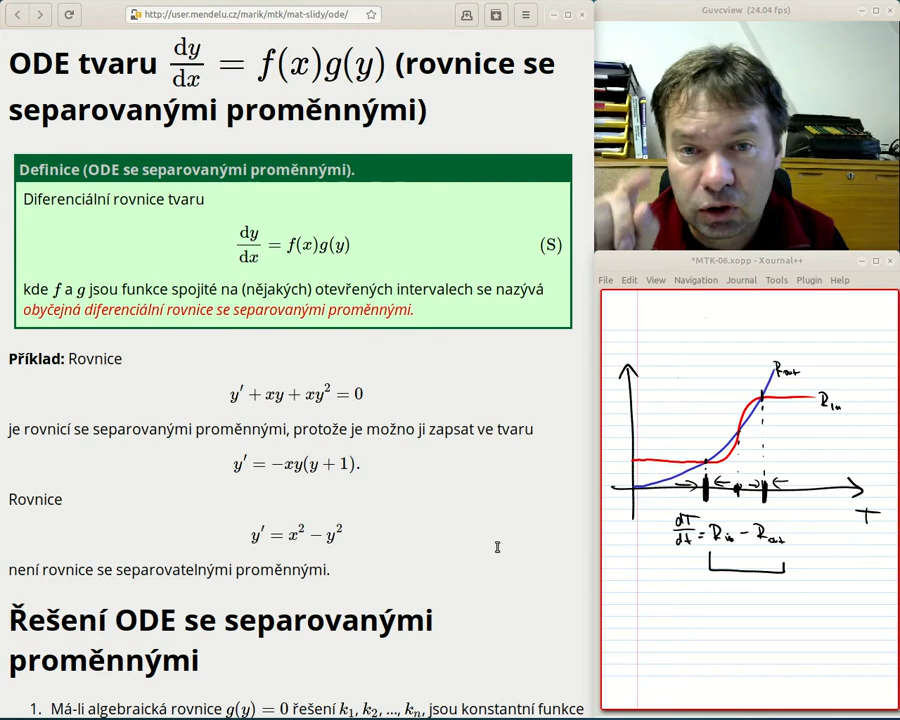 http://user.mendelu.cz/marik/mtk/mat-slidy/ode/
ODE tvaru dy/dx = f(x)g(y) (rovnice se
separovanými proměnnými)
Definice (ODE se separovanými proměnnými).
Diferenciální rovnice tvaru
dy/dx = f(x)g(y) (S)
kde f a g jsou funkce spojité na (nějakých) otevřených intervalech se nazývá
obyčejná diferenciální rovnice se separovanými proměnnými.
Příklad: Rovnice
y′ + xy + xy² = 0
je rovnicí se separovanými proměnnými, protože je možno ji zapsat ve tvaru
y′ = −xy(y + 1).
Rovnice
y′ = x² − y²
není rovnice se separovatelnými proměnnými.
Řešení ODE se separovanými
proměnnými
1. Má-li algebraická rovnice g(y) = 0 řešení k₁, k₂, ..., kₙ, jsou konstantní funkce
Guvcview (24.04 fps)
*MTK-06.xopp - Xournal++
File Edit View Navigation Journal Tools Plugin Help
Rout
Rin
T
dT/dt = Rin − Rout